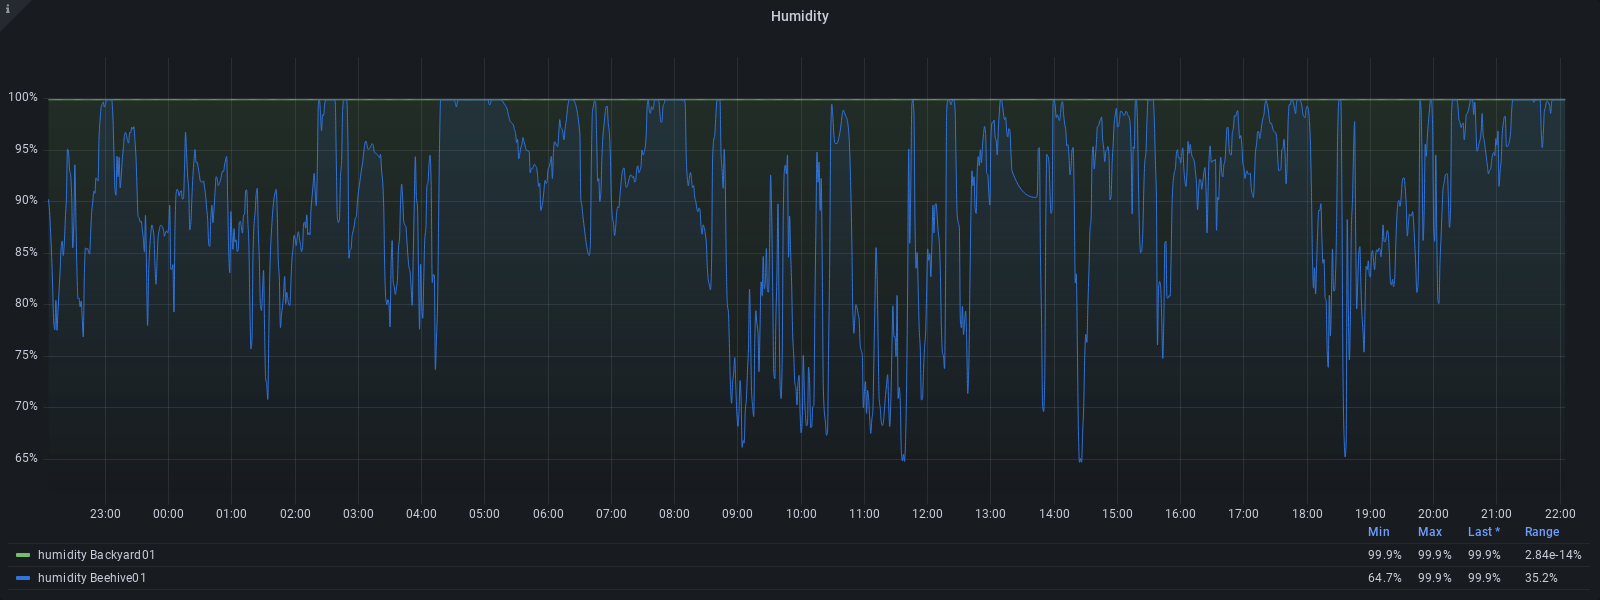 i
Humidity
100%
95%
90%
85%
80%
75%
70%
65%
23:00 00:00 01:00 02:00 03:00 04:00 05:00 06:00 07:00 08:00 09:00 10:00 11:00 12:00 13:00 14:00 15:00 16:00 17:00 18:00 19:00 20:00 21:00 22:00
Min Max Last * Range
humidity Backyard01 99.9% 99.9% 99.9% 2.84e-14%
humidity Beehive01 64.7% 99.9% 99.9% 35.2%